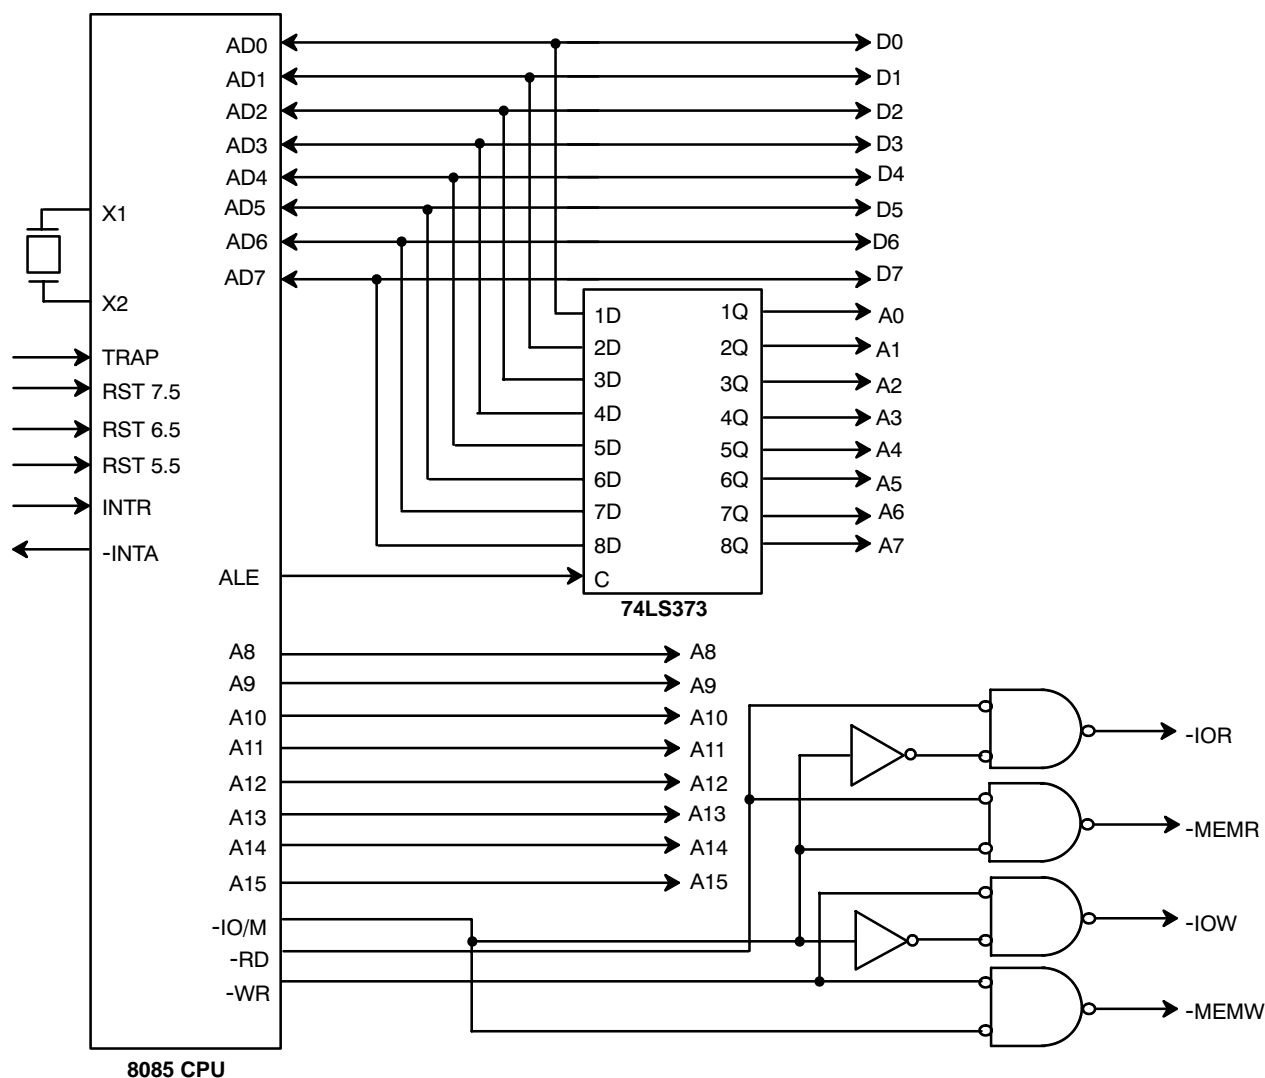 AD0
AD1
AD2
AD3
AD4
AD5
AD6
AD7
D0
D1
D2
D3
D4
D5
D6
D7
X1
X2
TRAP
RST 7.5
RST 6.5
RST 5.5
INTR
-INTA
ALE
1D
2D
3D
4D
5D
6D
7D
8D
C
1Q
2Q
3Q
4Q
5Q
6Q
7Q
8Q
A0
A1
A2
A3
A4
A5
A6
A7
74LS373
A8
A9
A10
A11
A12
A13
A14
A15
-IO/M
-RD
-WR
A8
A9
A10
A11
A12
A13
A14
A15
-IOR
-MEMR
-IOW
-MEMW
8085 CPU